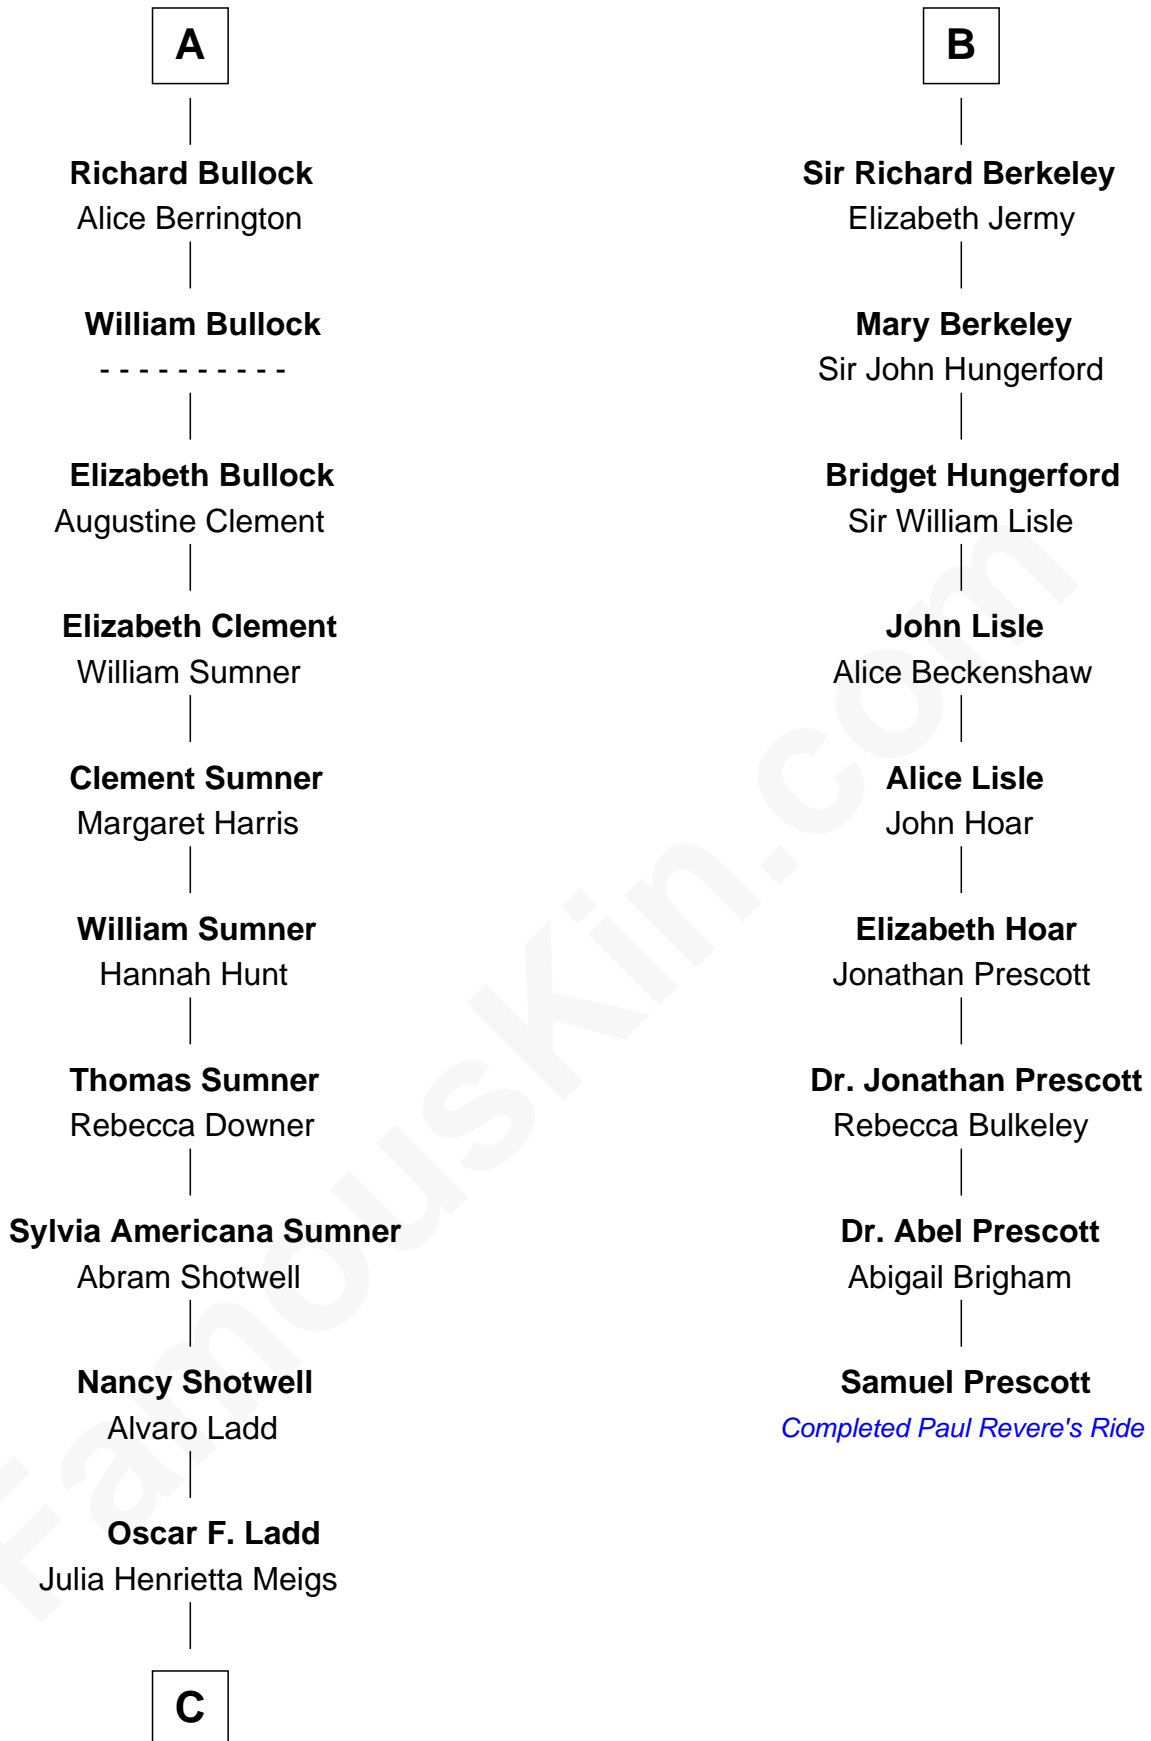 A
Richard Bullock
Alice Berrington
William Bullock
- - - - - - - - - -
Elizabeth Bullock
Augustine Clement
Elizabeth Clement
William Sumner
Clement Sumner
Margaret Harris
William Sumner
Hannah Hunt
Thomas Sumner
Rebecca Downer
Sylvia Americana Sumner
Abram Shotwell
Nancy Shotwell
Alvaro Ladd
Oscar F. Ladd
Julia Henrietta Meigs
C
B
Sir Richard Berkeley
Elizabeth Jermy
Mary Berkeley
Sir John Hungerford
Bridget Hungerford
Sir William Lisle
John Lisle
Alice Beckenshaw
Alice Lisle
John Hoar
Elizabeth Hoar
Jonathan Prescott
Dr. Jonathan Prescott
Rebecca Bulkeley
Dr. Abel Prescott
Abigail Brigham
Samuel Prescott
Completed Paul Revere's Ride
FamousKin.com